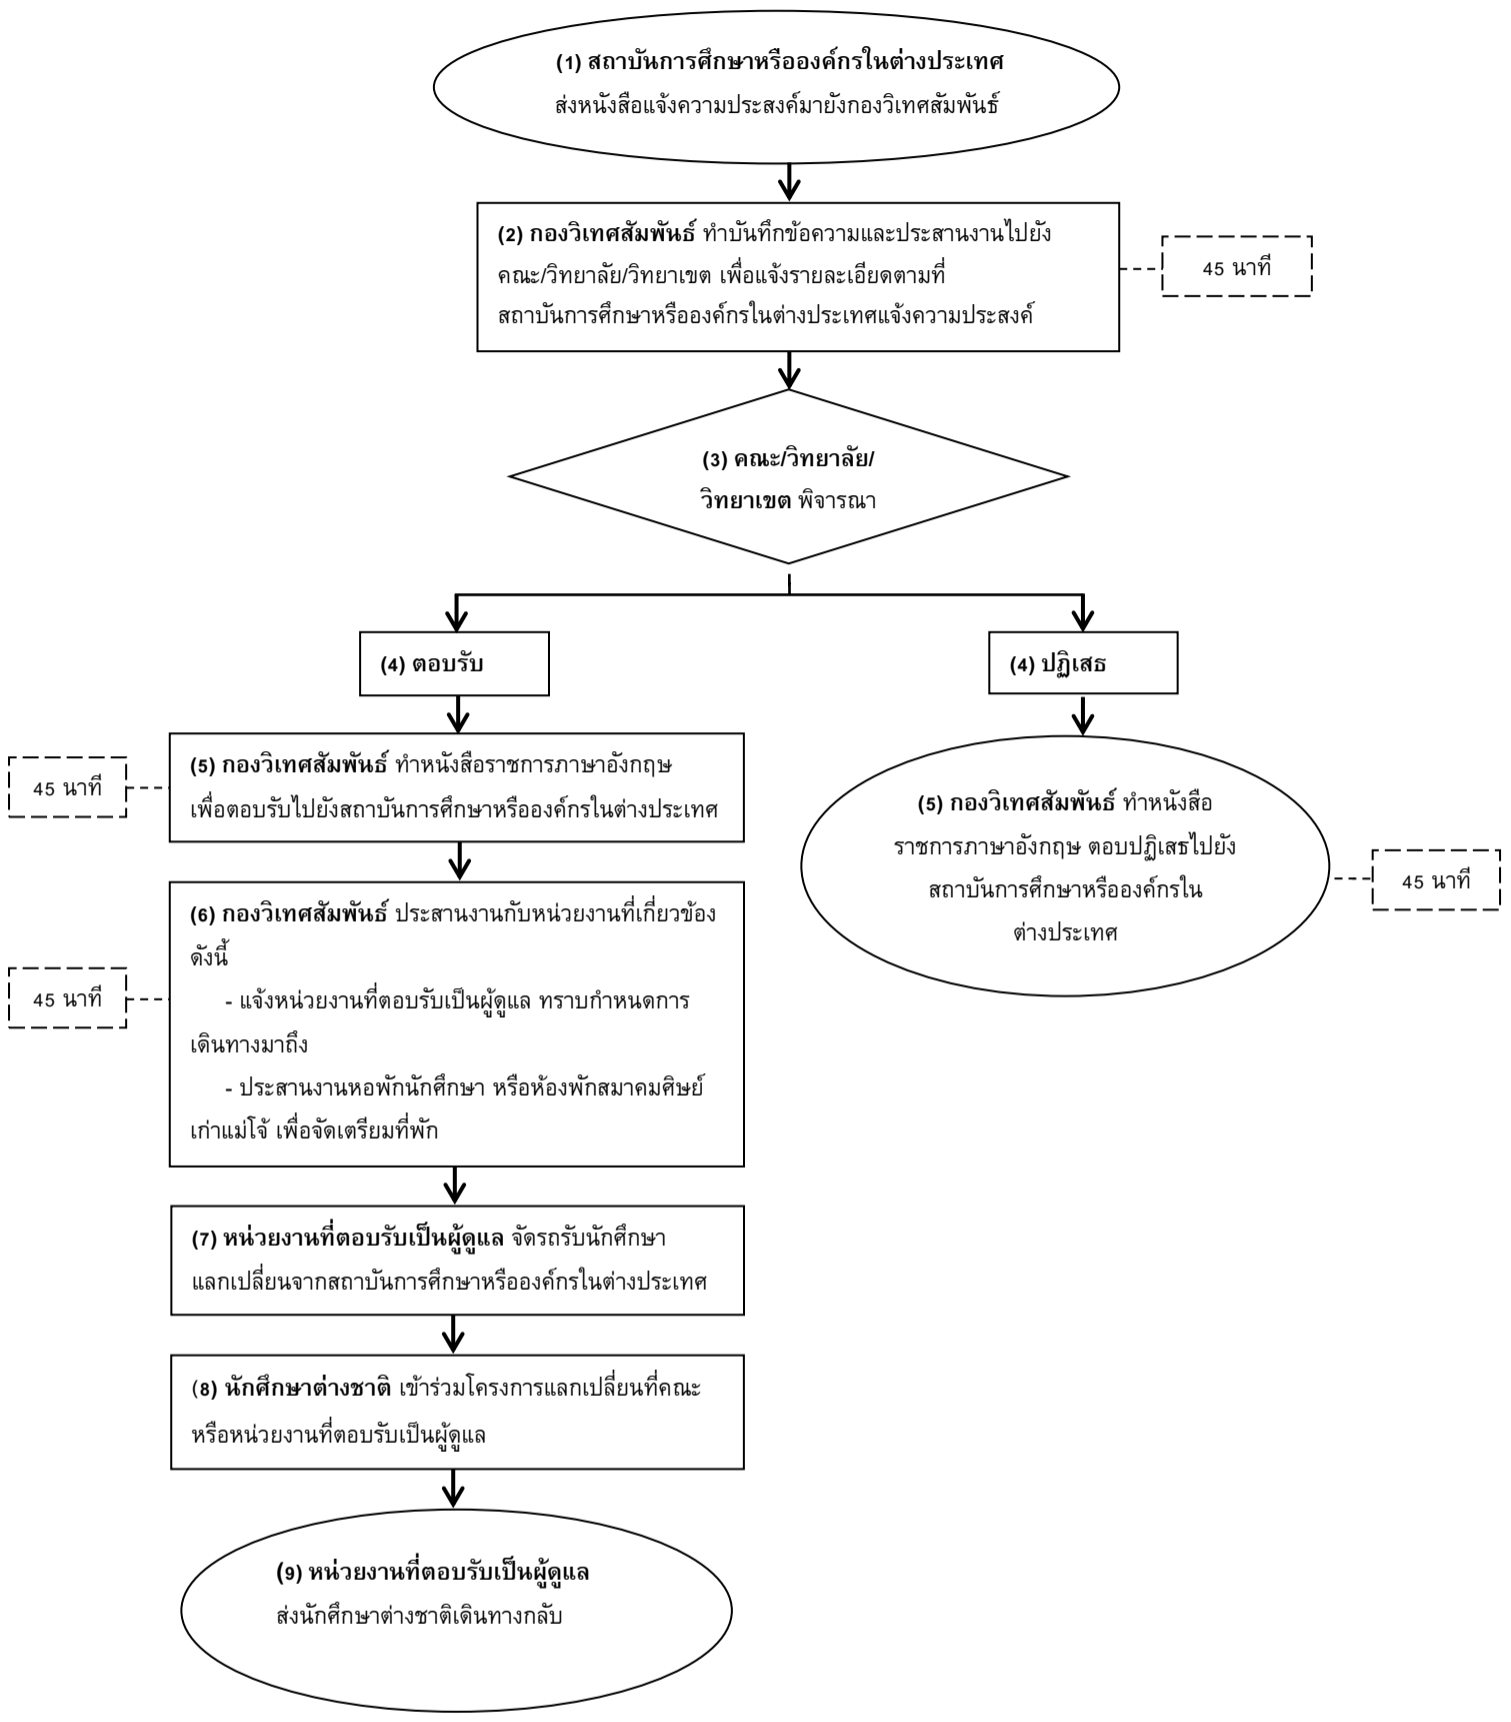 (1) สถาบันการศึกษาหรือองค์กรในต่างประเทศ
ส่งหนังสือแจ้งความประสงค์มายังกองวิเทศสัมพันธ์
(2) กองวิเทศสัมพันธ์ ทำบันทึกข้อความและประสานงานไปยัง
คณะ/วิทยาลัย/วิทยาเขต เพื่อแจ้งรายละเอียดตามที่
สถาบันการศึกษาหรือองค์กรในต่างประเทศแจ้งความประสงค์
45 นาที
(3) คณะ/วิทยาลัย/
วิทยาเขต พิจารณา
(4) ตอบรับ
(4) ปฏิเสธ
(5) กองวิเทศสัมพันธ์ ทำหนังสือราชการภาษาอังกฤษ
เพื่อตอบรับไปยังสถาบันการศึกษาหรือองค์กรในต่างประเทศ
45 นาที
(5) กองวิเทศสัมพันธ์ ทำหนังสือ
ราชการภาษาอังกฤษ ตอบปฏิเสธไปยัง
สถาบันการศึกษาหรือองค์กรใน
ต่างประเทศ
45 นาที
(6) กองวิเทศสัมพันธ์ ประสานงานกับหน่วยงานที่เกี่ยวข้อง
ดังนี้
- แจ้งหน่วยงานที่ตอบรับเป็นผู้ดูแล ทราบกำหนดการ
เดินทางมาถึง
- ประสานงานหอพักนักศึกษา หรือห้องพักสมาคมศิษย์
เก่าแม่โจ้ เพื่อจัดเตรียมที่พัก
45 นาที
(7) หน่วยงานที่ตอบรับเป็นผู้ดูแล จัดรถรับนักศึกษา
แลกเปลี่ยนจากสถาบันการศึกษาหรือองค์กรในต่างประเทศ
(8) นักศึกษาต่างชาติ เข้าร่วมโครงการแลกเปลี่ยนที่คณะ
หรือหน่วยงานที่ตอบรับเป็นผู้ดูแล
(9) หน่วยงานที่ตอบรับเป็นผู้ดูแล
ส่งนักศึกษาต่างชาติเดินทางกลับ